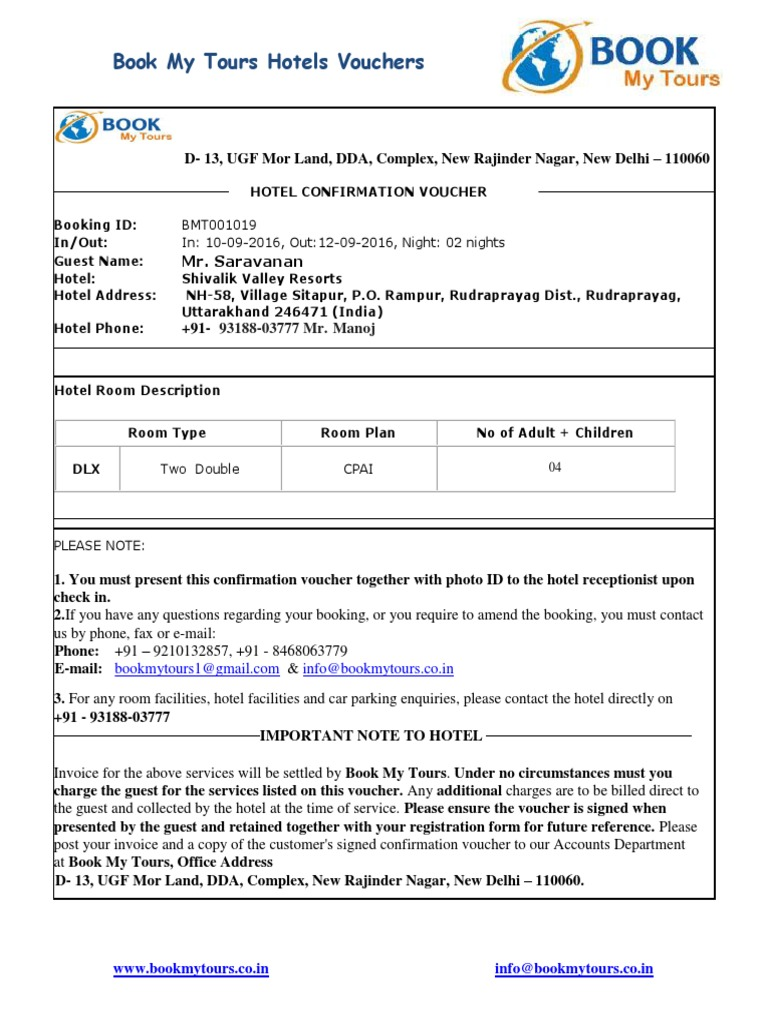 Book My Tours Hotels Vouchers
BOOK
My Tours
BOOK
My Tours
D- 13, UGF Mor Land, DDA, Complex, New Rajinder Nagar, New Delhi – 110060
HOTEL CONFIRMATION VOUCHER
Booking ID: BMT001019
In/Out: In: 10-09-2016, Out:12-09-2016, Night: 02 nights
Guest Name: Mr. Saravanan
Hotel: Shivalik Valley Resorts
Hotel Address: NH-58, Village Sitapur, P.O. Rampur, Rudraprayag Dist., Rudraprayag,
Uttarakhand 246471 (India)
Hotel Phone: +91- 93188-03777 Mr. Manoj
Hotel Room Description
Room Type Room Plan No of Adult + Children
DLX Two Double CPAI 04
PLEASE NOTE:
1. You must present this confirmation voucher together with photo ID to the hotel receptionist upon
check in.
2.If you have any questions regarding your booking, or you require to amend the booking, you must contact
us by phone, fax or e-mail:
Phone: +91 – 9210132857, +91 - 8468063779
E-mail: bookmytours1@gmail.com & info@bookmytours.co.in
3. For any room facilities, hotel facilities and car parking enquiries, please contact the hotel directly on
+91 - 93188-03777
IMPORTANT NOTE TO HOTEL
Invoice for the above services will be settled by Book My Tours. Under no circumstances must you
charge the guest for the services listed on this voucher. Any additional charges are to be billed direct to
the guest and collected by the hotel at the time of service. Please ensure the voucher is signed when
presented by the guest and retained together with your registration form for future reference. Please
post your invoice and a copy of the customer's signed confirmation voucher to our Accounts Department
at Book My Tours, Office Address
D- 13, UGF Mor Land, DDA, Complex, New Rajinder Nagar, New Delhi – 110060.
www.bookmytours.co.in info@bookmytours.co.in